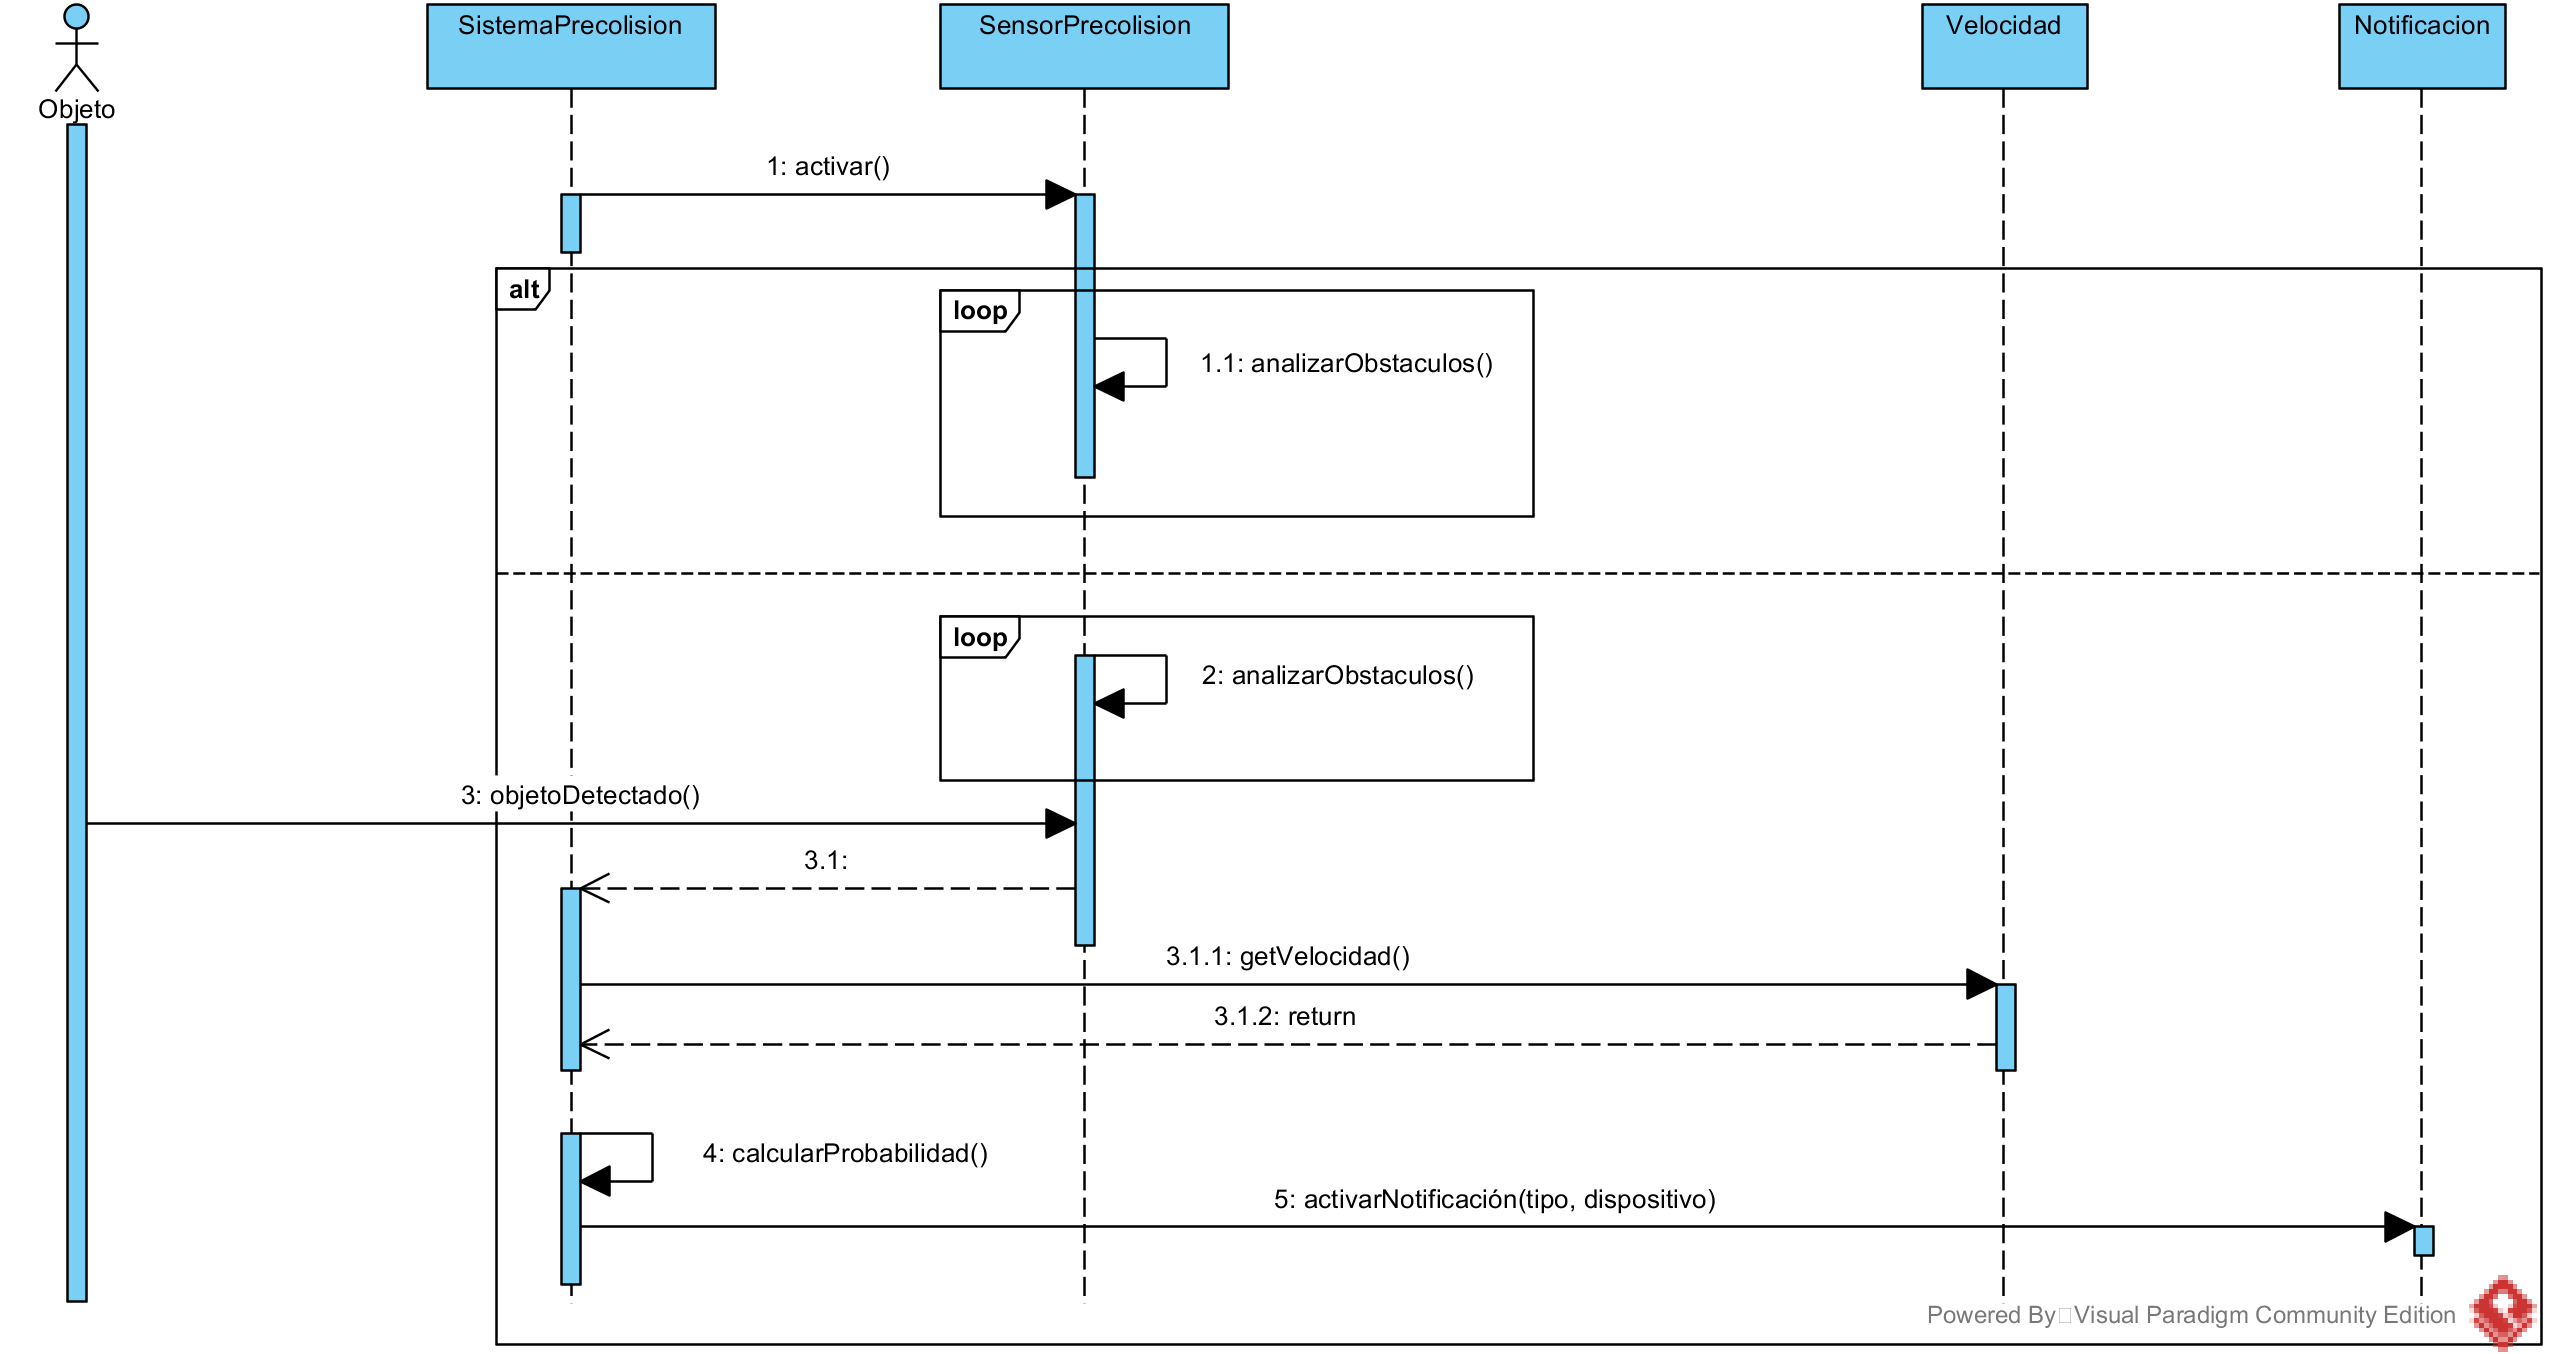 Objeto
SistemaPrecolision
SensorPrecolision
Velocidad
Notificacion
1: activar()
alt
loop
1.1: analizarObstaculos()
loop
2: analizarObstaculos()
3: objetoDetectado()
3.1:
3.1.1: getVelocidad()
3.1.2: return
4: calcularProbabilidad()
5: activarNotificación(tipo, dispositivo)
Powered By Visual Paradigm Community Edition